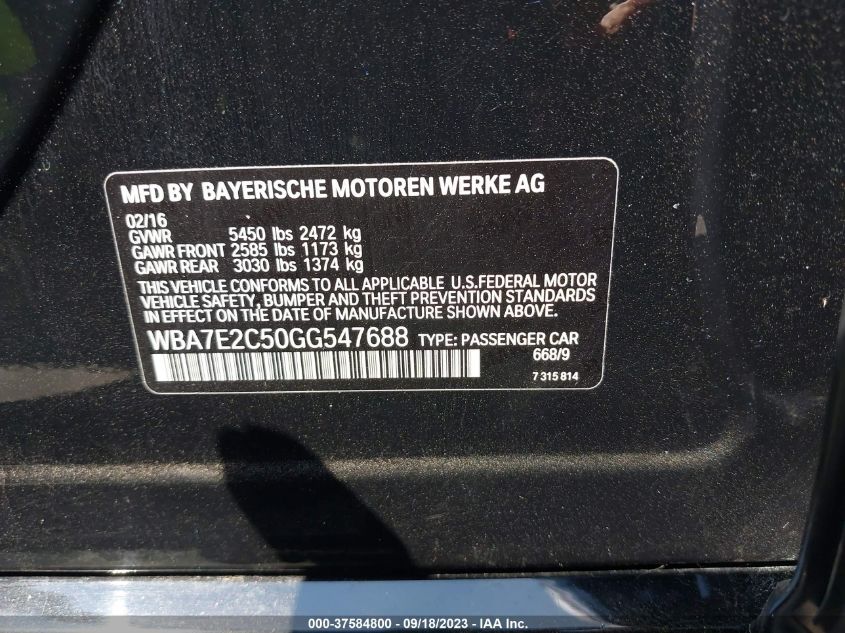 MFD BY BAYERISCHE MOTOREN WERKE AG
02/16
GVWR 5450 lbs 2472 kg
GAWR FRONT 2585 lbs 1173 kg
GAWR REAR 3030 lbs 1374 kg
THIS VEHICLE CONFORMS TO ALL APPLICABLE U.S.FEDERAL MOTOR
VEHICLE SAFETY, BUMPER AND THEFT PREVENTION STANDARDS
IN EFFECT ON THE DATE OF MANUFACTURE SHOWN ABOVE.
WBA7E2C50GG547688 TYPE: PASSENGER CAR
668/9
7 315 814
000-37584800 - 09/18/2023 - IAA Inc.